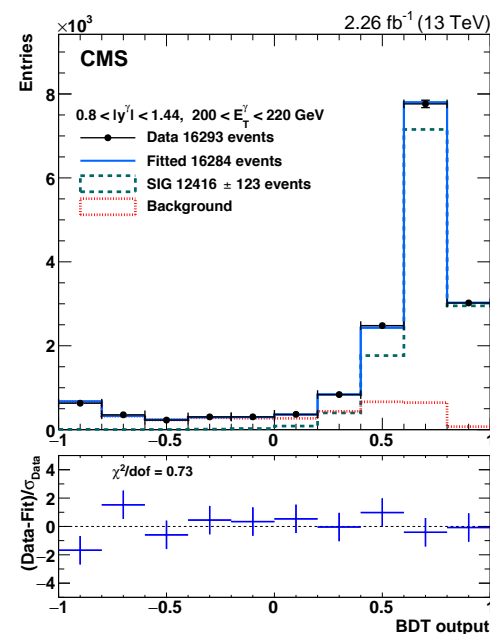 ×10³
2.26 fb⁻¹ (13 TeV)
Entries
CMS
0.8 < |y^γ| < 1.44, 200 < E_T^γ < 220 GeV
Data 16293 events
Fitted 16284 events
SIG 12416 ± 123 events
Background
8
6
4
2
0
−1 −0.5 0 0.5 1
(Data-Fit)/σ_Data
χ²/dof = 0.73
4
2
0
−2
−4
−1 −0.5 0 0.5 1
BDT output